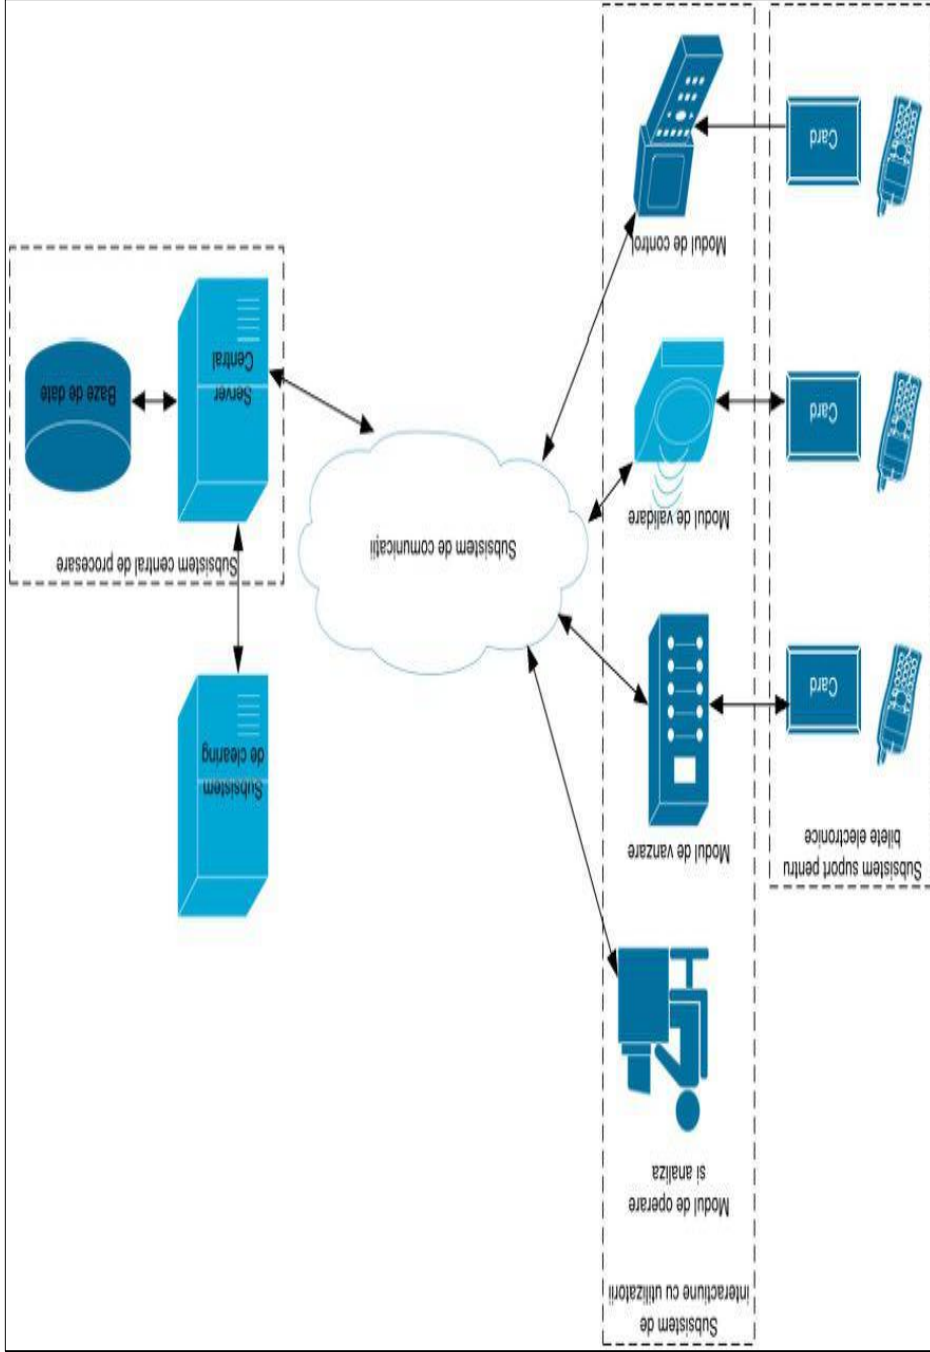 Subsistem de
interactiune cu utilizatorii
Modul de operare
si analiza
Subsistem suport pentru
bilete electronice
Modul de vanzare
Subsistem
de clearing
Card
Subsistem central de procesare
Subsistem de comunicații
Modul de validare
Card
Server
Central
Baze de date
Modul de control
Card